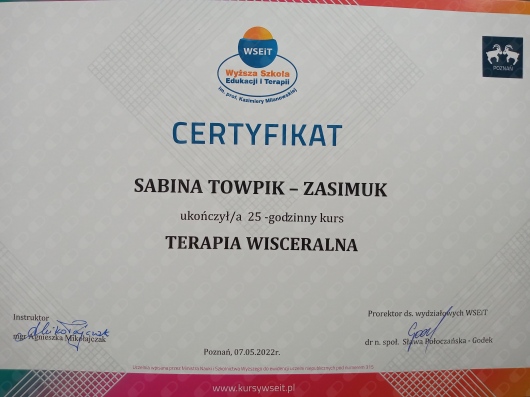 WSEiT
Wyższa Szkoła
Edukacji i Terapii
im. prof. Kazimiery Milanowskiej
POZNAŃ
CERTYFIKAT
SABINA TOWPIK – ZASIMUK
ukończył/a 25 -godzinny kurs
TERAPIA WISCERALNA
Instruktor
mgr Agnieszka Mikołajczak
Prorektor ds. wydziałowych WSEiT
dr n. społ. Sława Połoczańska - Godek
Poznań, 07.05.2022r.
www.kursywseit.pl